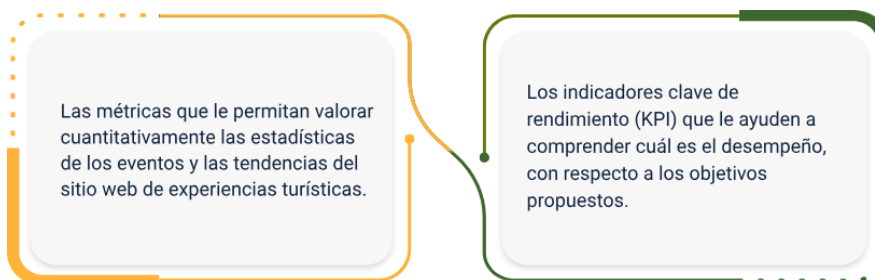 Las métricas que le permitan valorar
cuantitativamente las estadísticas
de los eventos y las tendencias del
sitio web de experiencias turísticas.
Los indicadores clave de
rendimiento (KPI) que le ayuden a
comprender cuál es el desempeño,
con respecto a los objetivos
propuestos.